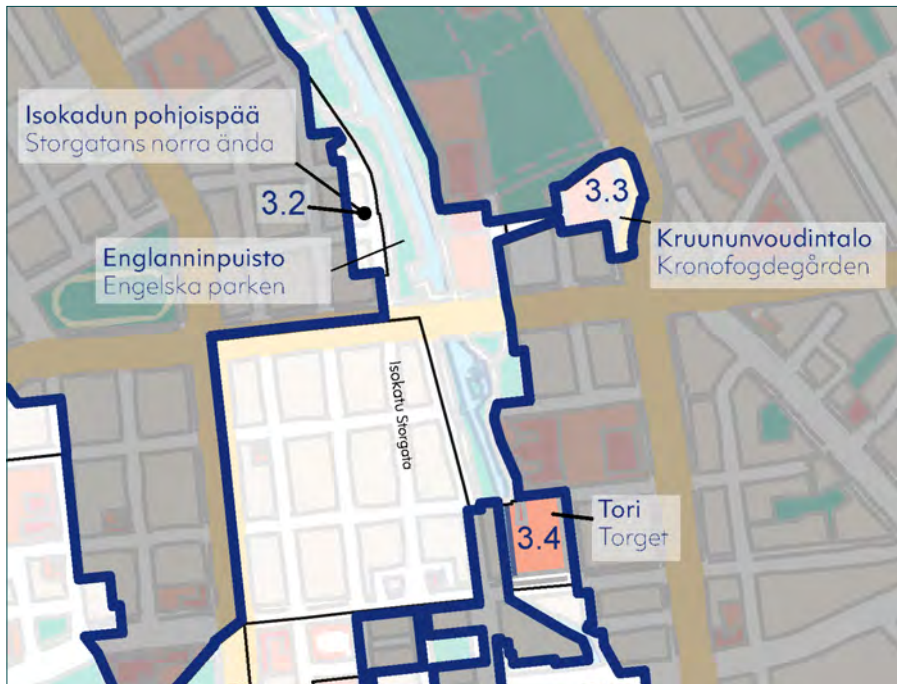 Isokadun pohjoispää
Storgatans norra ända
3.2
3.3
Kruununvoudintalo
Kronofogdegården
Englanninpuisto
Engelska parken
Isokatu Storgata
Tori
Torget
3.4